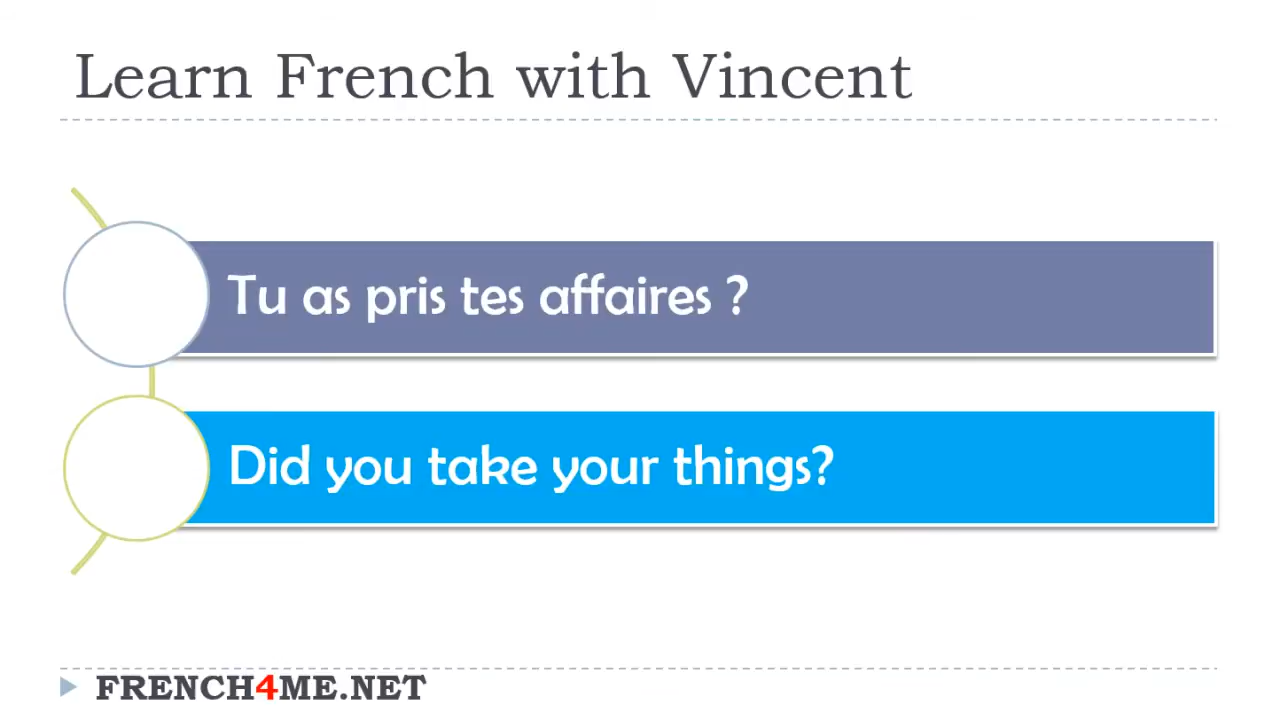 Learn French with Vincent
Tu as pris tes affaires ?
Did you take your things?
FRENCH4ME.NET